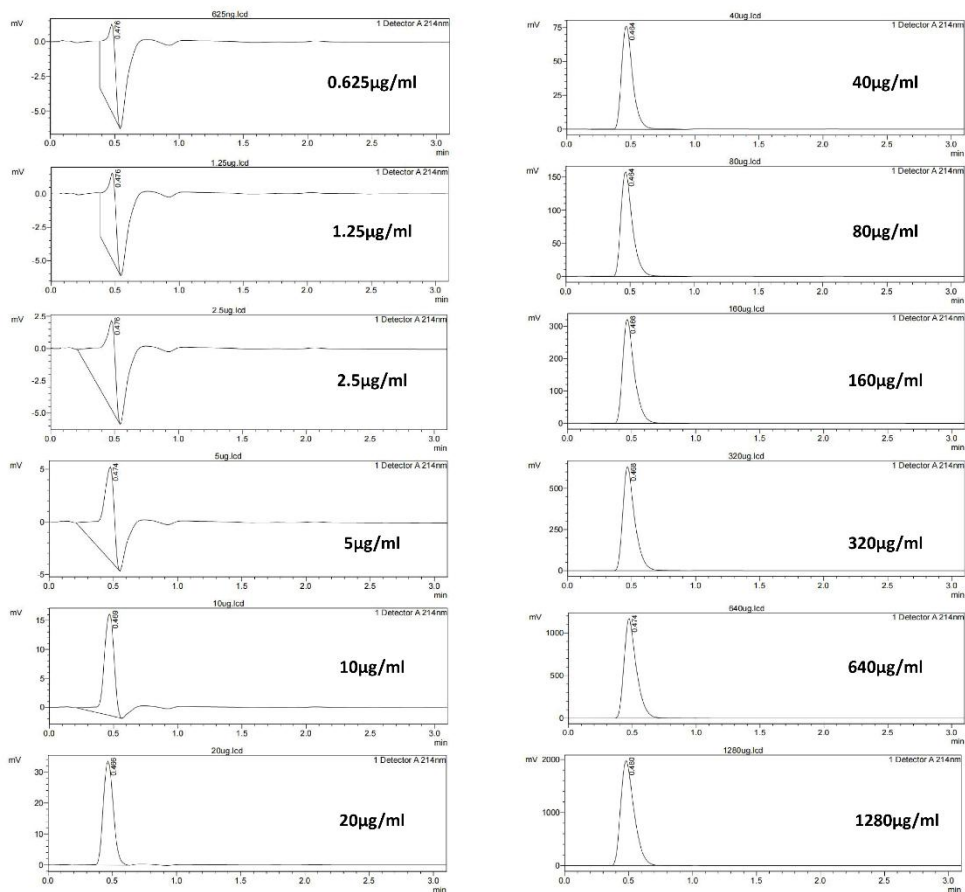 625ng.lcd
mV
1 Detector A 214nm
0.476
0.625µg/ml
0.0
-2.5
-5.0
0.0 0.5 1.0 1.5 2.0 2.5 3.0
min
1.25ug.lcd
mV
1 Detector A 214nm
0.476
1.25µg/ml
0.0
-2.5
-5.0
0.0 0.5 1.0 1.5 2.0 2.5 3.0
min
2.5ug.lcd
mV
1 Detector A 214nm
0.476
2.5µg/ml
2.5
0.0
-2.5
-5.0
0.0 0.5 1.0 1.5 2.0 2.5 3.0
min
5ug.lcd
mV
1 Detector A 214nm
0.474
5µg/ml
5
0
-5
0.0 0.5 1.0 1.5 2.0 2.5 3.0
min
10ug.lcd
mV
1 Detector A 214nm
0.469
10µg/ml
15
10
5
0
0.0 0.5 1.0 1.5 2.0 2.5 3.0
min
20ug.lcd
mV
1 Detector A 214nm
20µg/ml
30
20
10
0
0.0 0.5 1.0 1.5 2.0 2.5 3.0
min
40ug.lcd
mV
1 Detector A 214nm
0.464
40µg/ml
75
50
25
0
0.0 0.5 1.0 1.5 2.0 2.5 3.0
min
80ug.lcd
mV
1 Detector A 214nm
0.464
80µg/ml
150
100
50
0
0.0 0.5 1.0 1.5 2.0 2.5 3.0
min
160ug.lcd
mV
1 Detector A 214nm
0.466
160µg/ml
300
200
100
0
0.0 0.5 1.0 1.5 2.0 2.5 3.0
min
320ug.lcd
mV
1 Detector A 214nm
0.468
320µg/ml
500
250
0
0.0 0.5 1.0 1.5 2.0 2.5 3.0
min
640ug.lcd
mV
1 Detector A 214nm
0.474
640µg/ml
1000
500
0
0.0 0.5 1.0 1.5 2.0 2.5 3.0
min
1280ug.lcd
mV
1 Detector A 214nm
0.480
1280µg/ml
2000
1000
0
0.0 0.5 1.0 1.5 2.0 2.5 3.0
min